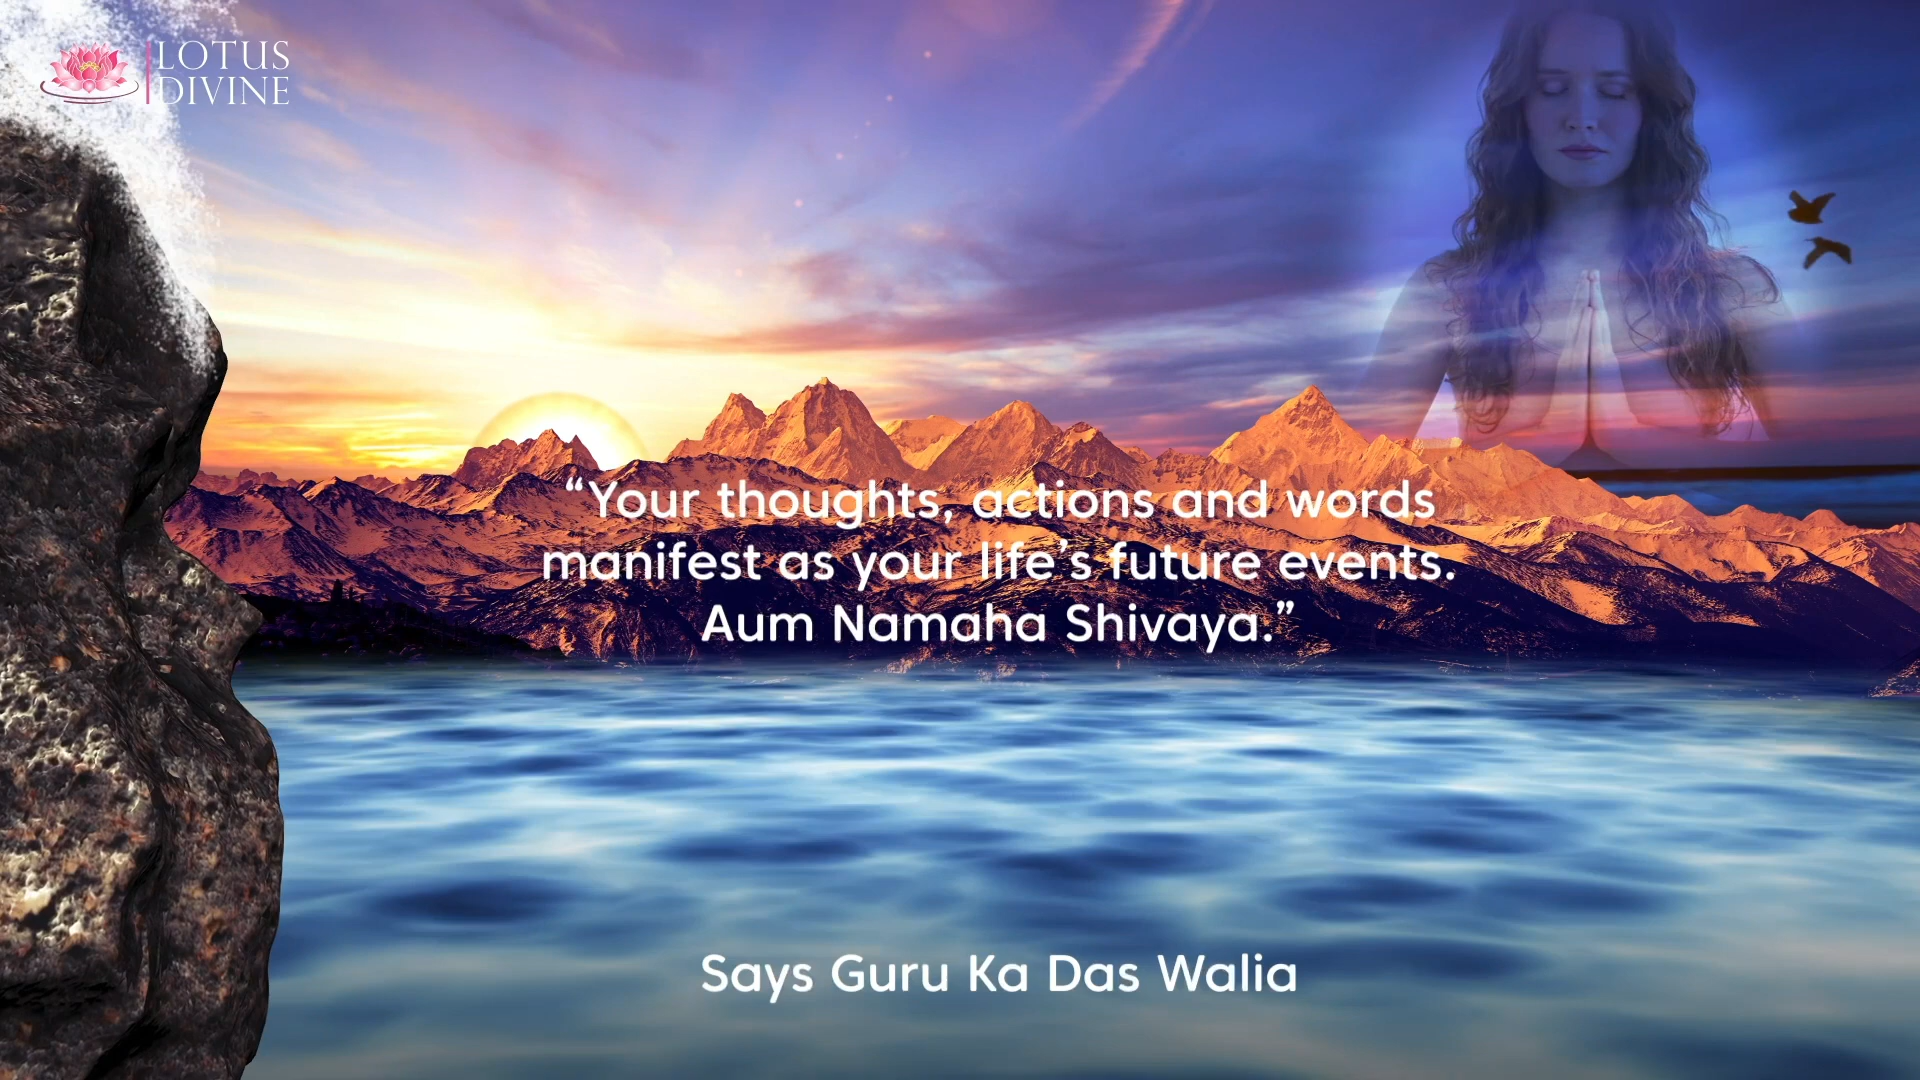 LOTUS
DIVINE
“Your thoughts, actions and words
manifest as your life’s future events.
Aum Namaha Shivaya.”
Says Guru Ka Das Walia